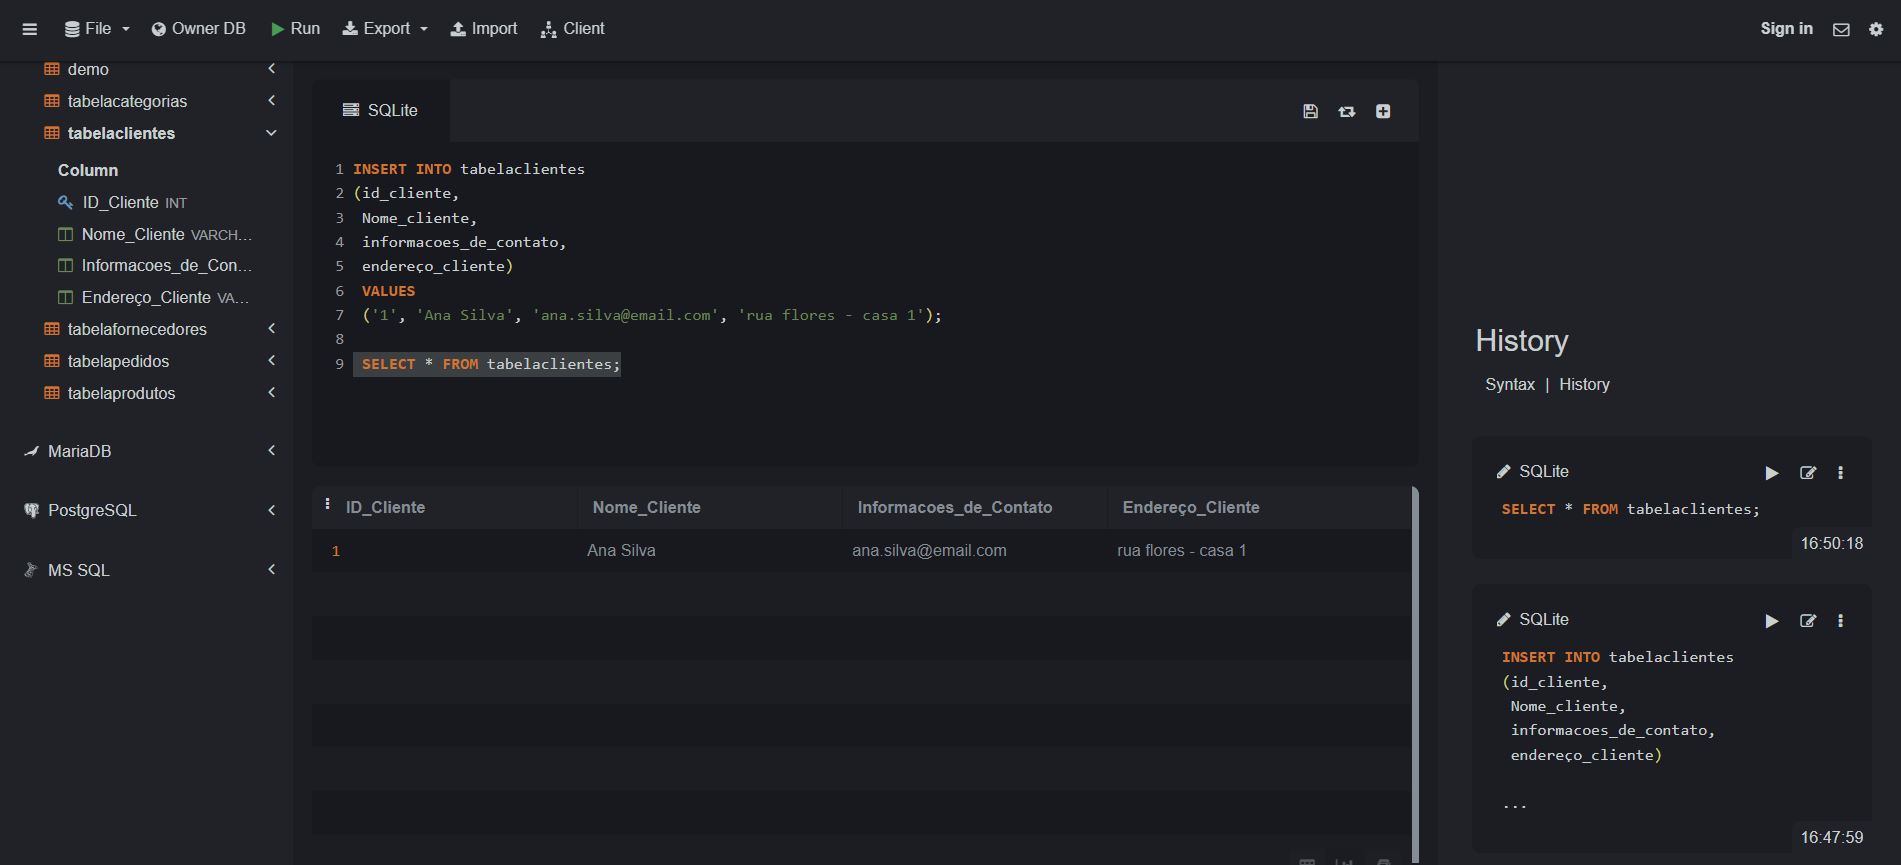 File Owner DB Run Export Import Client Sign in
demo
tabelacategorias
tabelaclientes
Column
ID_Cliente INT
Nome_Cliente VARCH...
Informacoes_de_Con...
Endereço_Cliente VA...
tabelafornecedores
tabelapedidos
tabelaprodutos
MariaDB
PostgreSQL
MS SQL
SQLite
1 INSERT INTO tabelaclientes
2 (id_cliente,
3 Nome_cliente,
4 informacoes_de_contato,
5 endereço_cliente)
6 VALUES
7 ('1', 'Ana Silva', 'ana.silva@email.com', 'rua flores - casa 1');
8
9 SELECT * FROM tabelaclientes;
ID_Cliente Nome_Cliente Informacoes_de_Contato Endereço_Cliente
1 Ana Silva ana.silva@email.com rua flores - casa 1
History
Syntax | History
SQLite
SELECT * FROM tabelaclientes;
16:50:18
SQLite
INSERT INTO tabelaclientes
(id_cliente,
Nome_cliente,
informacoes_de_contato,
endereço_cliente)
...
16:47:59